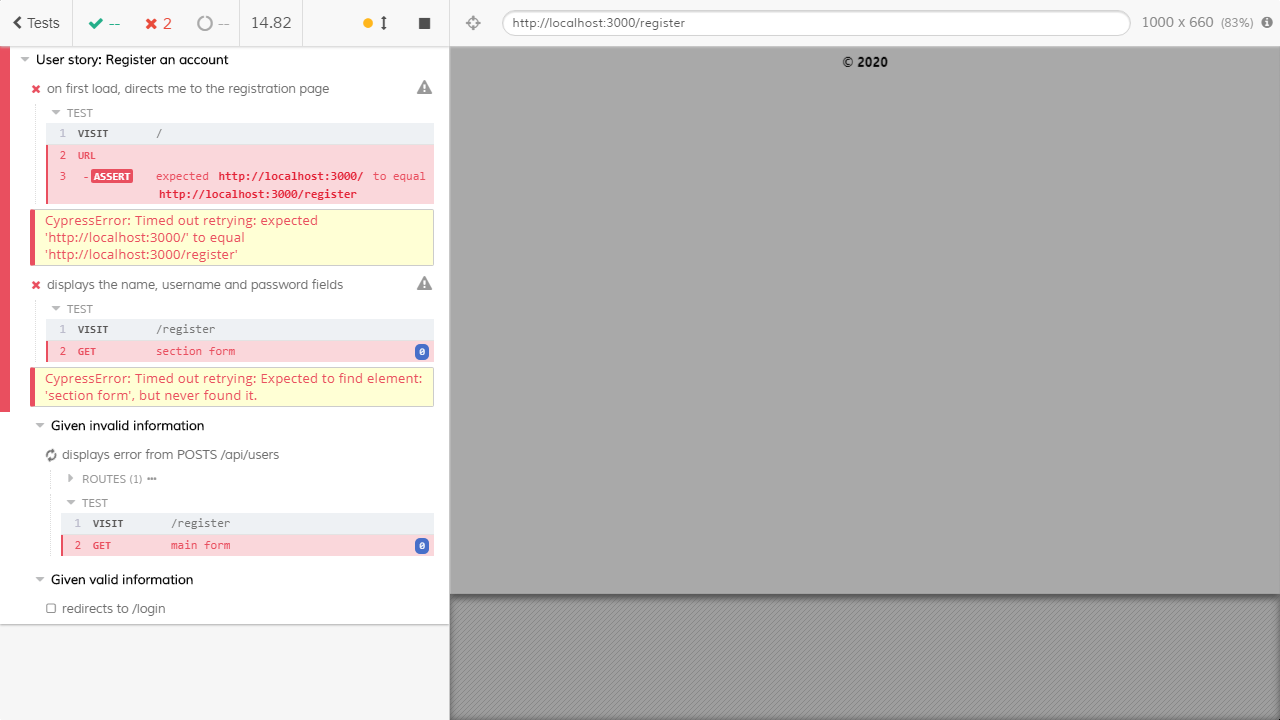 Tests -- 2 -- 14.82
http://localhost:3000/register
1000 x 660 (83%)
User story: Register an account
on first load, directs me to the registration page
TEST
1 VISIT /
2 URL
3 -ASSERT expected http://localhost:3000/ to equal
http://localhost:3000/register
CypressError: Timed out retrying: expected
'http://localhost:3000/' to equal
'http://localhost:3000/register'
displays the name, username and password fields
TEST
1 VISIT /register
2 GET section form 0
CypressError: Timed out retrying: Expected to find element:
'section form', but never found it.
Given invalid information
displays error from POSTS /api/users
ROUTES (1)
TEST
1 VISIT /register
2 GET main form 0
Given valid information
redirects to /login
© 2020